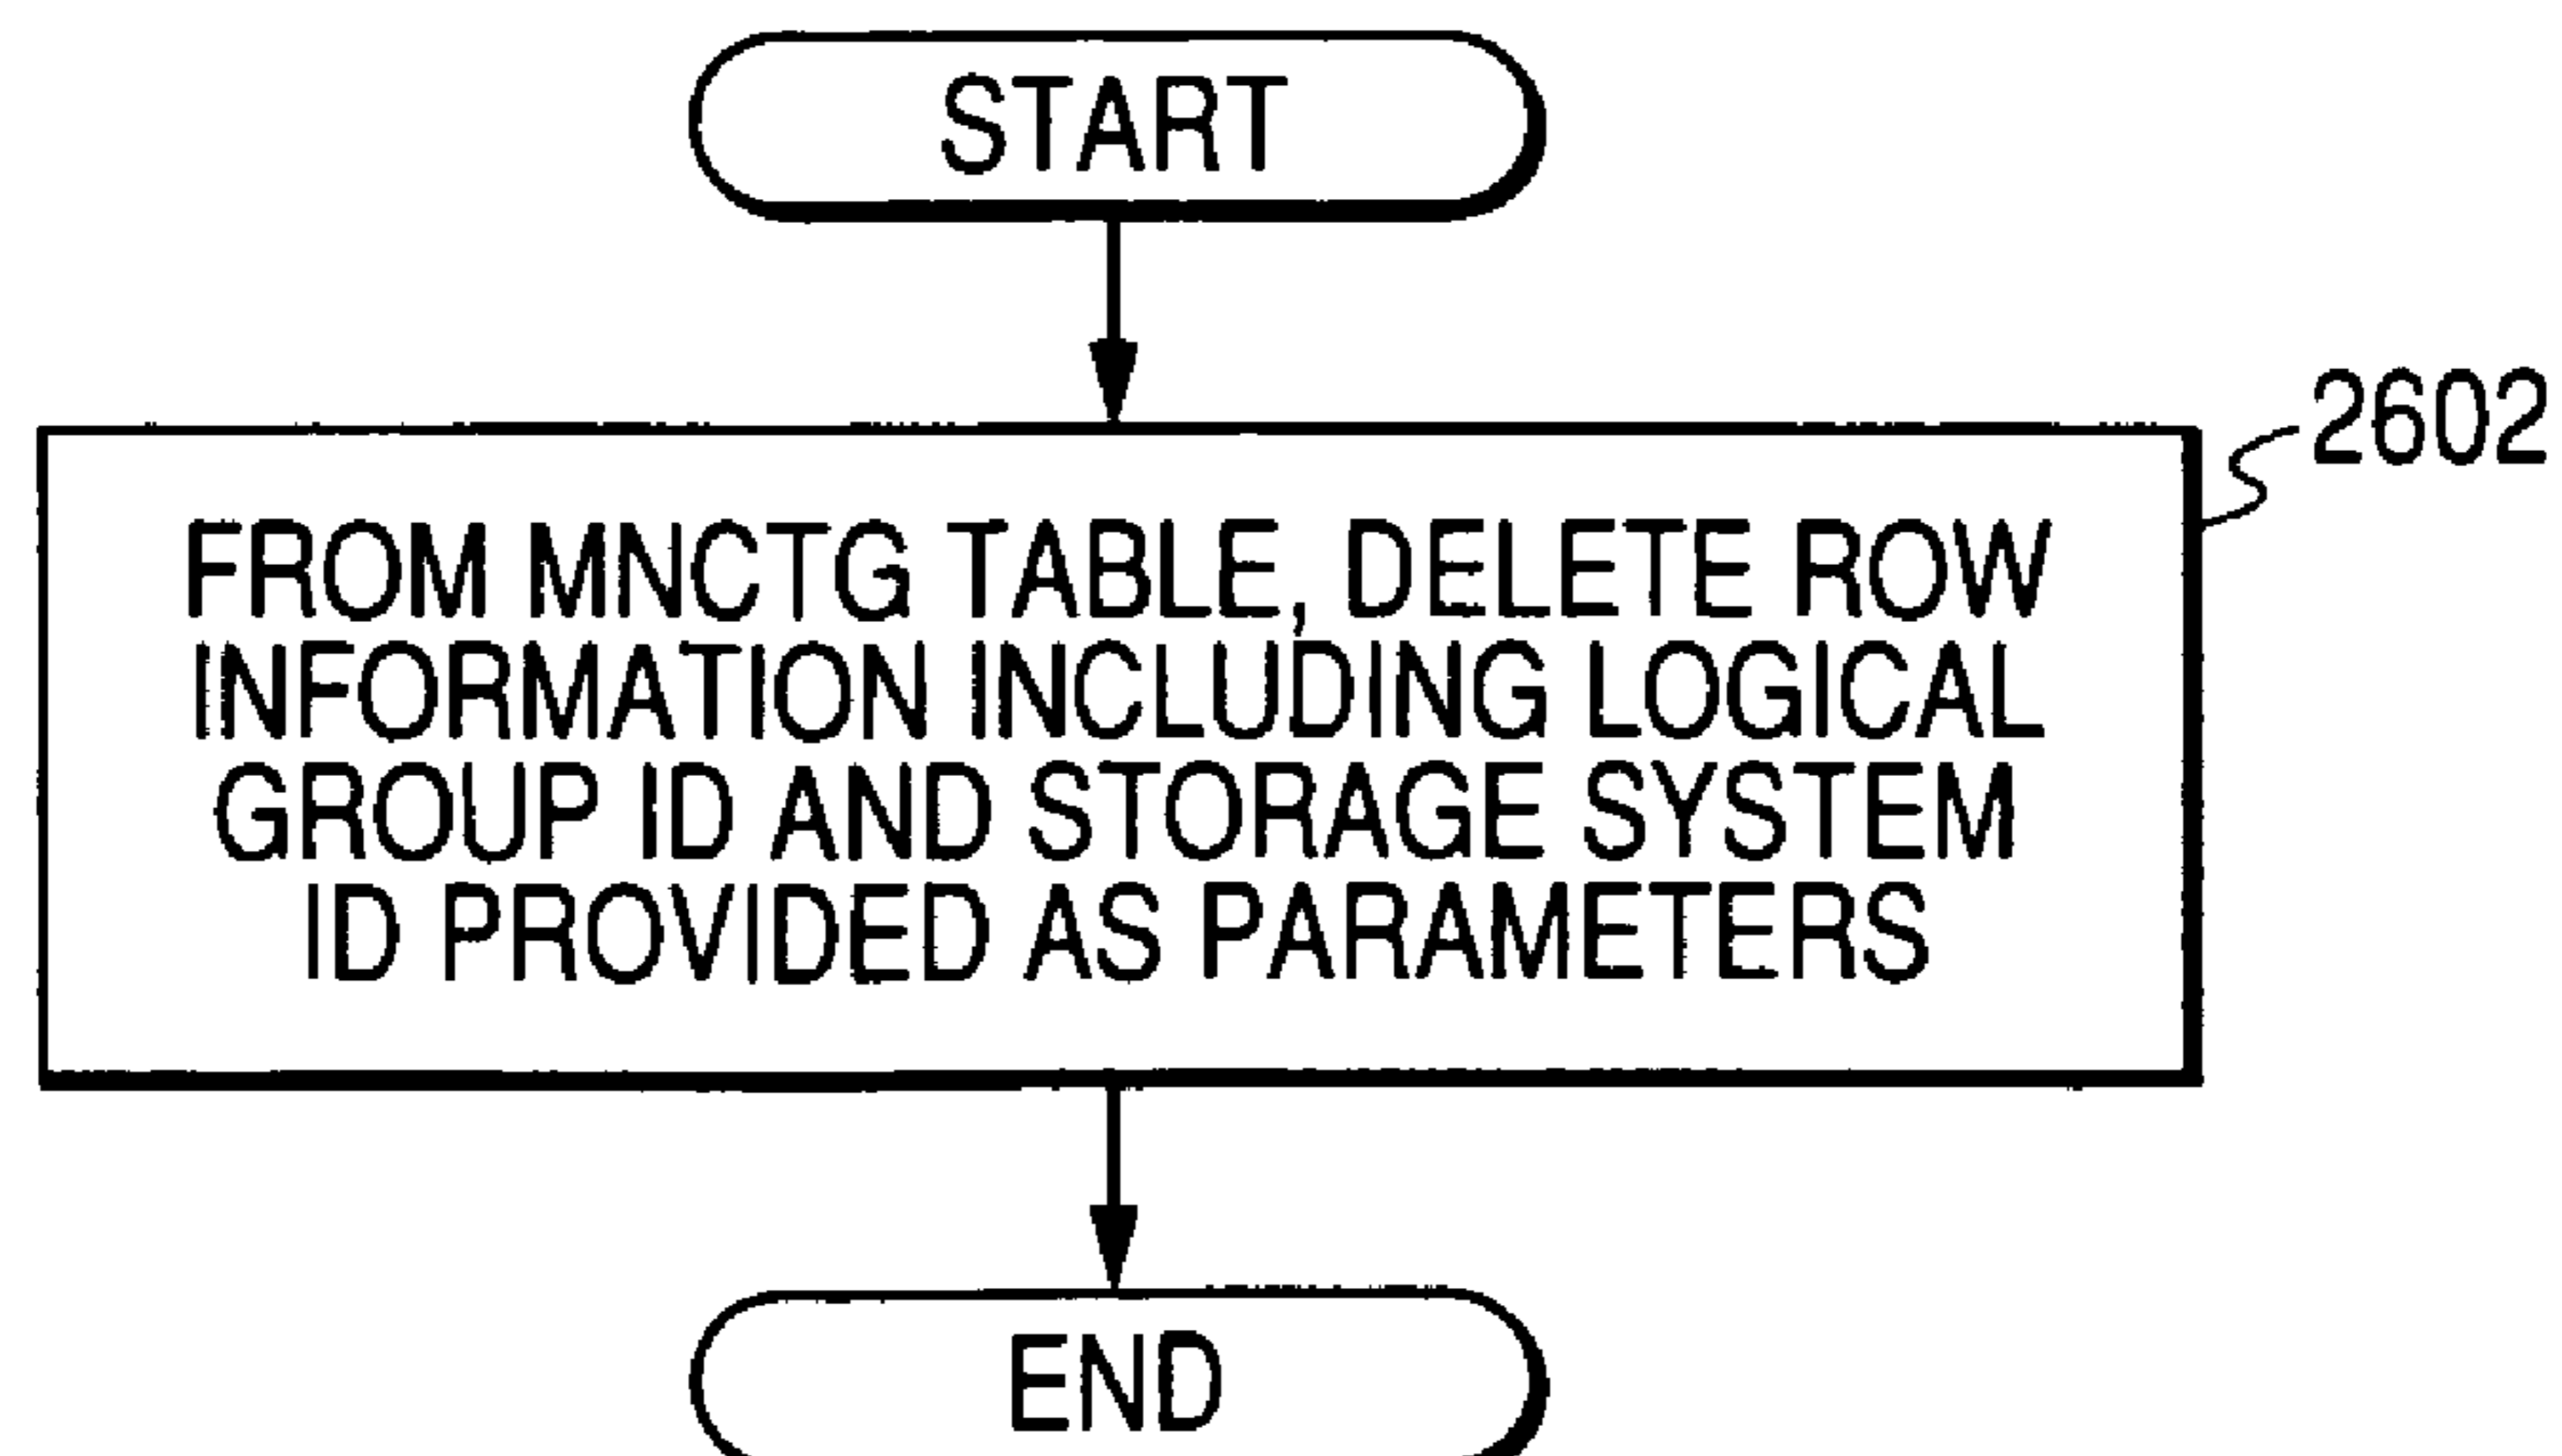 START
2602
FROM MNCTG TABLE, DELETE ROW
INFORMATION INCLUDING LOGICAL
GROUP ID AND STORAGE SYSTEM
ID PROVIDED AS PARAMETERS
END